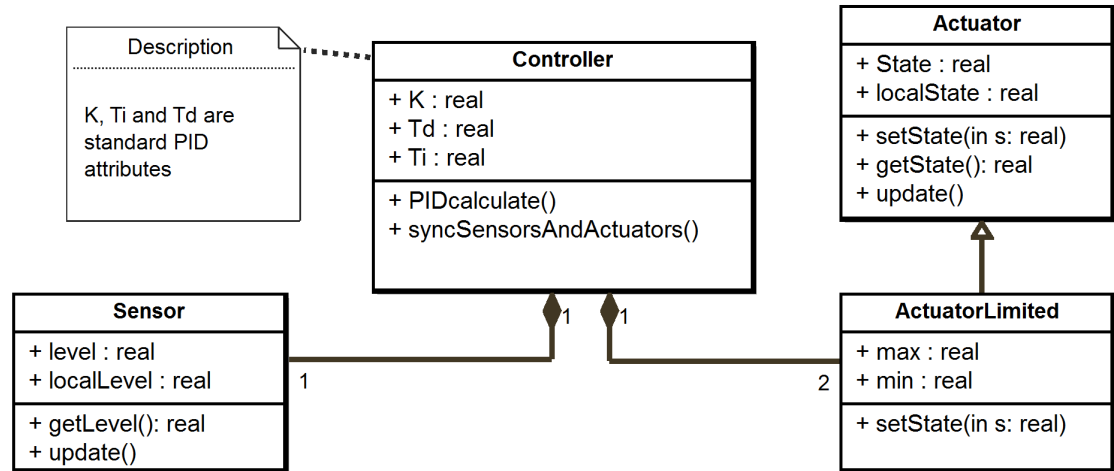 Description
K, Ti and Td are
standard PID
attributes
Controller
+ K : real
+ Td : real
+ Ti : real
+ PIDcalculate()
+ syncSensorsAndActuators()
Actuator
+ State : real
+ localState : real
+ setState(in s: real)
+ getState(): real
+ update()
Sensor
+ level : real
+ localLevel : real
+ getLevel(): real
+ update()
1
1
1
2
ActuatorLimited
+ max : real
+ min : real
+ setState(in s: real)